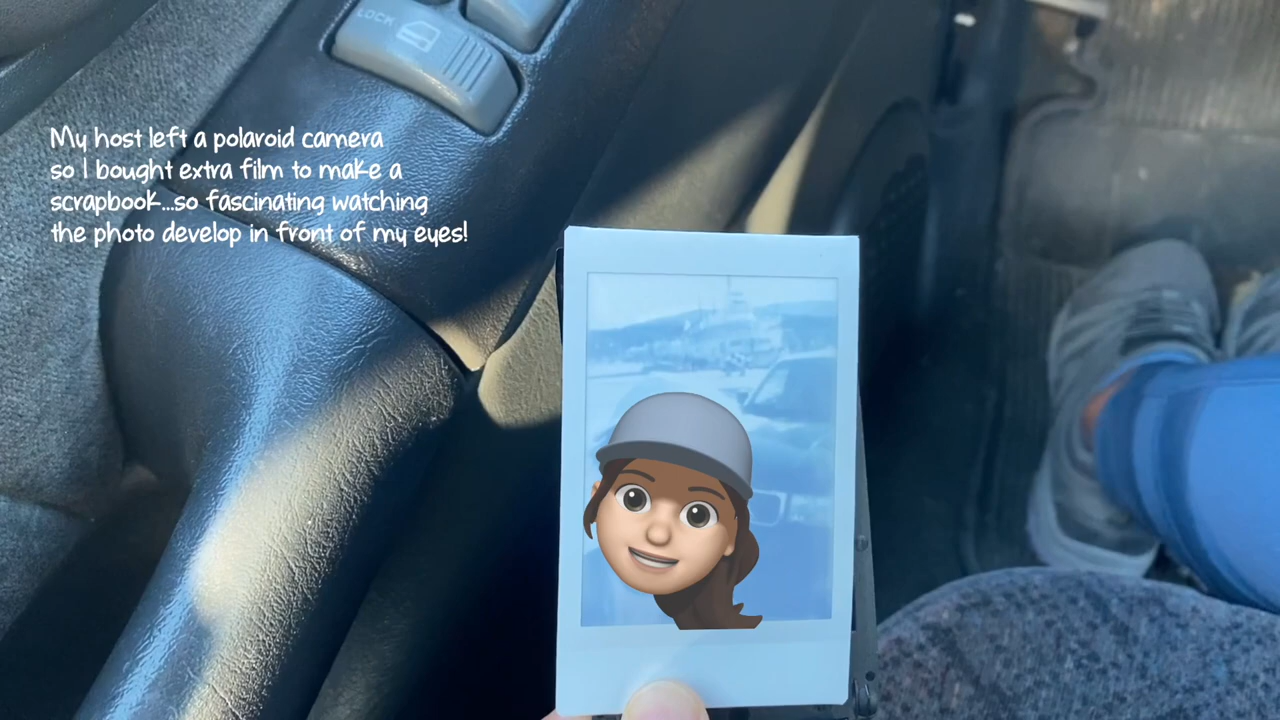 LOCK
My host left a polaroid camera
so I bought extra film to make a
scrapbook...so fascinating watching
the photo develop in front of my eyes!